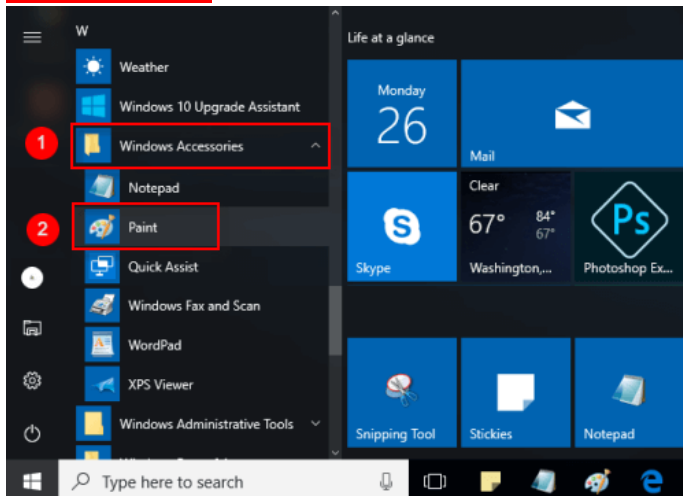 W
Weather
Windows 10 Upgrade Assistant
1
Windows Accessories
Notepad
2
Paint
Quick Assist
Windows Fax and Scan
WordPad
XPS Viewer
Windows Administrative Tools
Life at a glance
Monday
26
Mail
S
Skype
Clear
67° 84°
67°
Washington,...
Ps
Photoshop Ex...
Snipping Tool
Stickies
Notepad
Type here to search